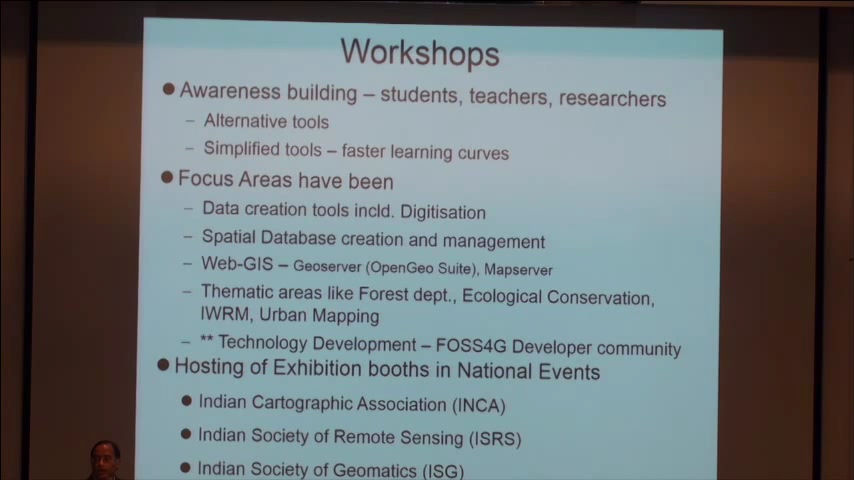 Workshops
● Awareness building – students, teachers, researchers
– Alternative tools
– Simplified tools – faster learning curves
● Focus Areas have been
– Data creation tools incld. Digitisation
– Spatial Database creation and management
– Web-GIS – Geoserver (OpenGeo Suite), Mapserver
– Thematic areas like Forest dept., Ecological Conservation,
IWRM, Urban Mapping
– ** Technology Development – FOSS4G Developer community
● Hosting of Exhibition booths in National Events
● Indian Cartographic Association (INCA)
● Indian Society of Remote Sensing (ISRS)
● Indian Society of Geomatics (ISG)